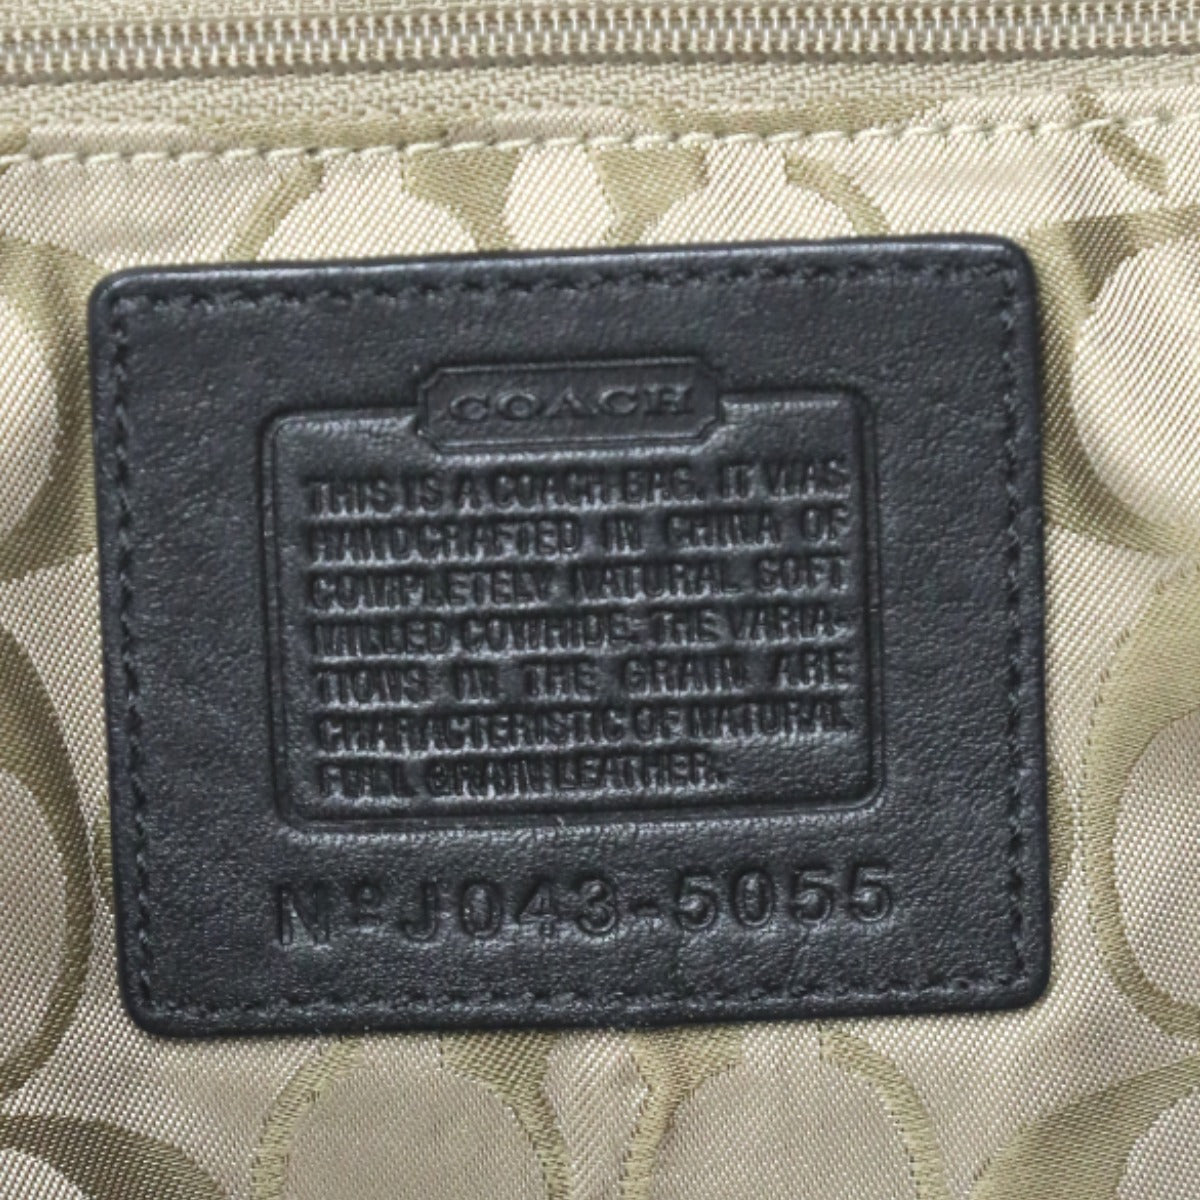 COACH
THIS IS A COACH BAG. IT WAS
HANDCRAFTED IN CHINA OF
COMPLETELY NATURAL SOFT
MILLED COWHIDE. THE VARIA-
TIONS IN THE GRAIN ARE
CHARACTERISTIC OF NATURAL
FULL GRAIN LEATHER.
Nº J043-5055